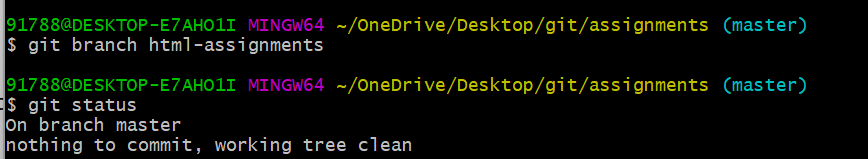 91788@DESKTOP-E7AHO1I MINGW64 ~/OneDrive/Desktop/git/assignments (master)
$ git branch html-assignments
91788@DESKTOP-E7AHO1I MINGW64 ~/OneDrive/Desktop/git/assignments (master)
$ git status
On branch master
nothing to commit, working tree clean